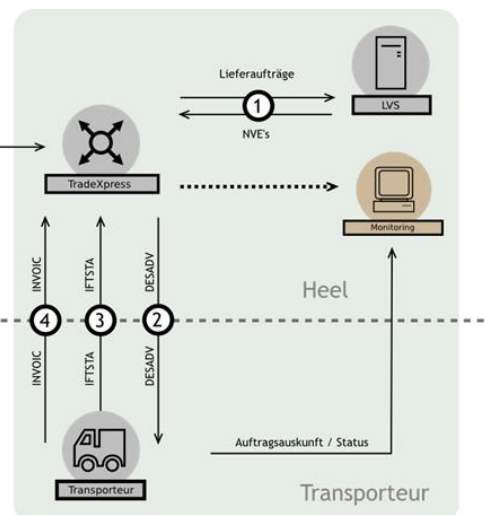 Lieferaufträge
1
LVS
NVE's
TradeXpress
Monitoring
INVOIC
IFTSTA
DESADV
Heel
4
3
2
INVOIC
IFTSTA
DESADV
Auftragsauskunft / Status
Transporteur
Transporteur